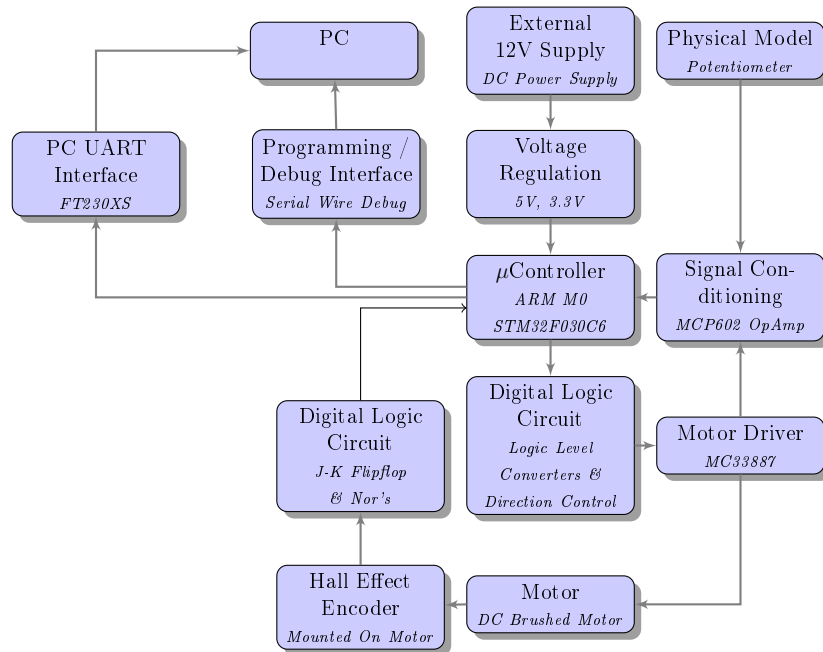 PC
External
12V Supply
DC Power Supply
Physical Model
Potentiometer
PC UART
Interface
FT230XS
Programming /
Debug Interface
Serial Wire Debug
Voltage
Regulation
5V, 3.3V
μController
ARM M0
STM32F030C6
Signal Con-
ditioning
MCP602 OpAmp
Digital Logic
Circuit
J-K Flipflop
& Nor's
Digital Logic
Circuit
Logic Level
Converters &
Direction Control
Motor Driver
MC33887
Hall Effect
Encoder
Mounted On Motor
Motor
DC Brushed Motor